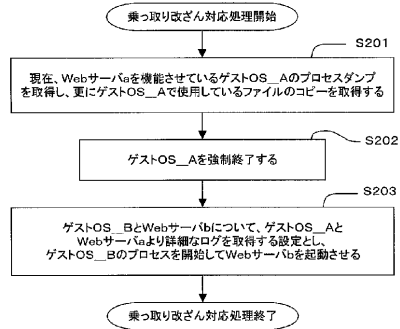 乗っ取り改ざん対応処理開始
S201
現在、Webサーバaを機能させているゲストOS__Aのプロセスダンプ
を取得し、更にゲストOS__Aで使用しているファイルのコピーを取得する
S202
ゲストOS__Aを強制終了する
S203
ゲストOS__BとWebサーバbについて、ゲストOS__Aと
Webサーバaより詳細なログを取得する設定とし、
ゲストOS__Bのプロセスを開始してWebサーバbを起動させる
乗っ取り改ざん対応処理終了